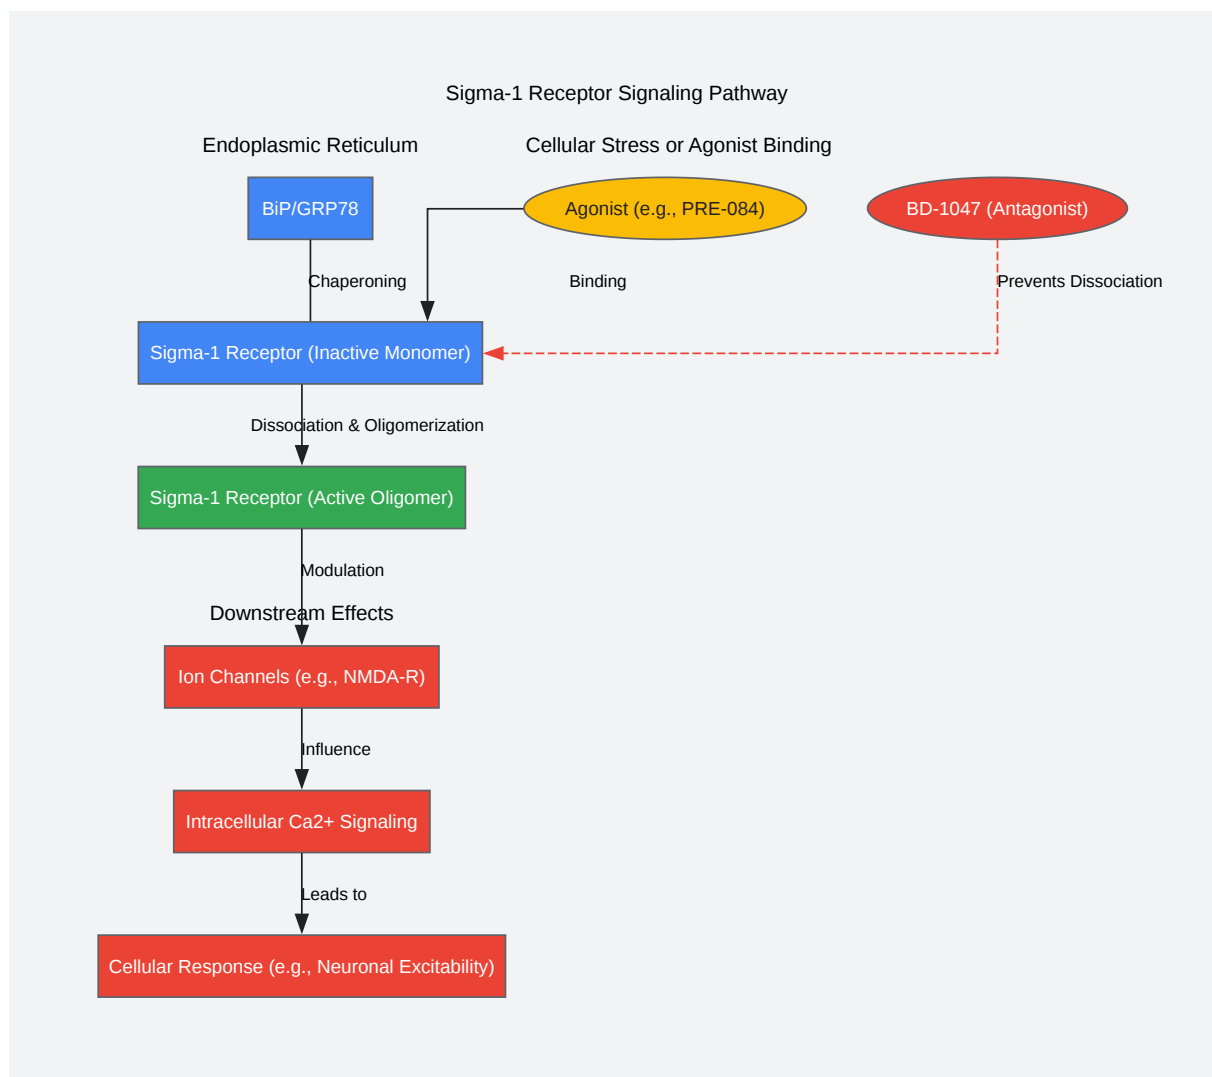 Sigma-1 Receptor Signaling Pathway
Endoplasmic Reticulum
Cellular Stress or Agonist Binding
BiP/GRP78
Agonist (e.g., PRE-084)
BD-1047 (Antagonist)
Chaperoning
Binding
Prevents Dissociation
Sigma-1 Receptor (Inactive Monomer)
Dissociation & Oligomerization
Sigma-1 Receptor (Active Oligomer)
Modulation
Downstream Effects
Ion Channels (e.g., NMDA-R)
Influence
Intracellular Ca2+ Signaling
Leads to
Cellular Response (e.g., Neuronal Excitability)